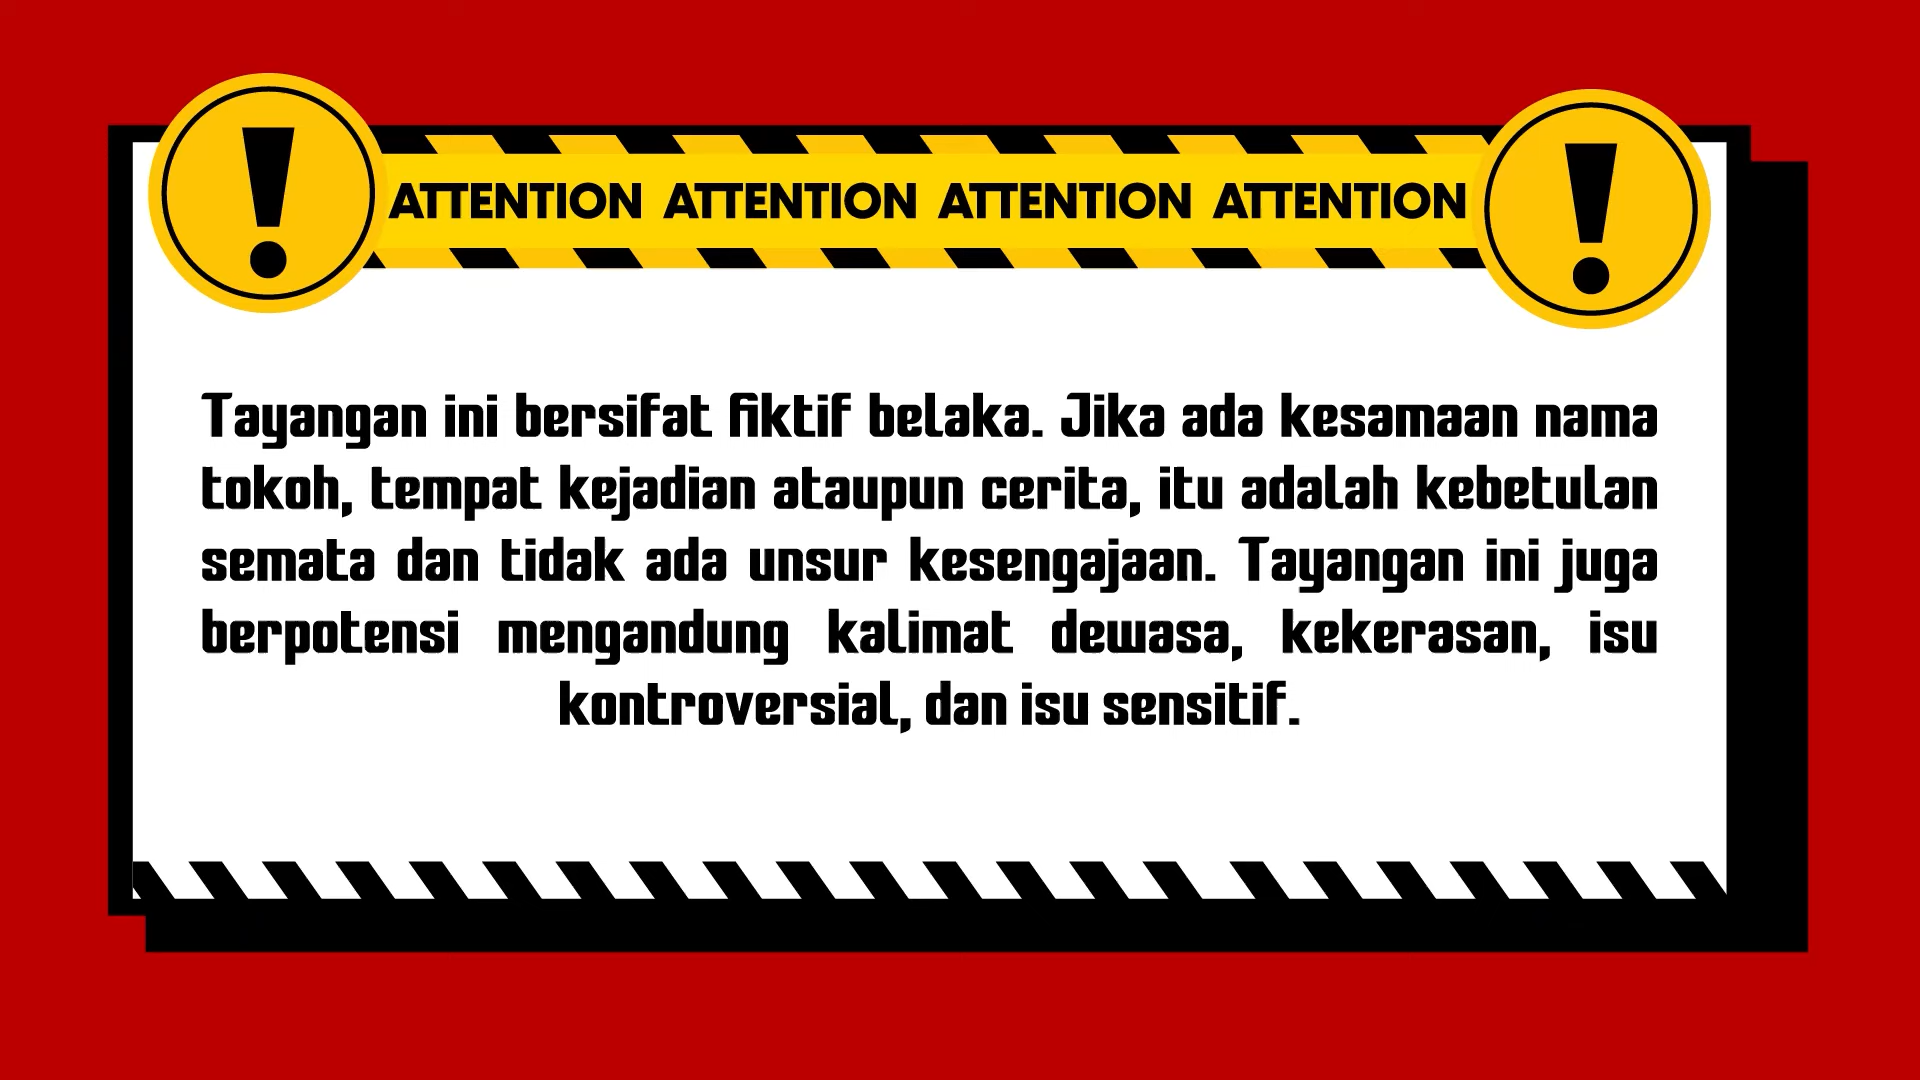 ATTENTION ATTENTION ATTENTION ATTENTION
Tayangan ini bersifat fiktif belaka. Jika ada kesamaan nama
tokoh, tempat kejadian ataupun cerita, itu adalah kebetulan
semata dan tidak ada unsur kesengajaan. Tayangan ini juga
berpotensi mengandung kalimat dewasa, kekerasan, isu
kontroversial, dan isu sensitif.